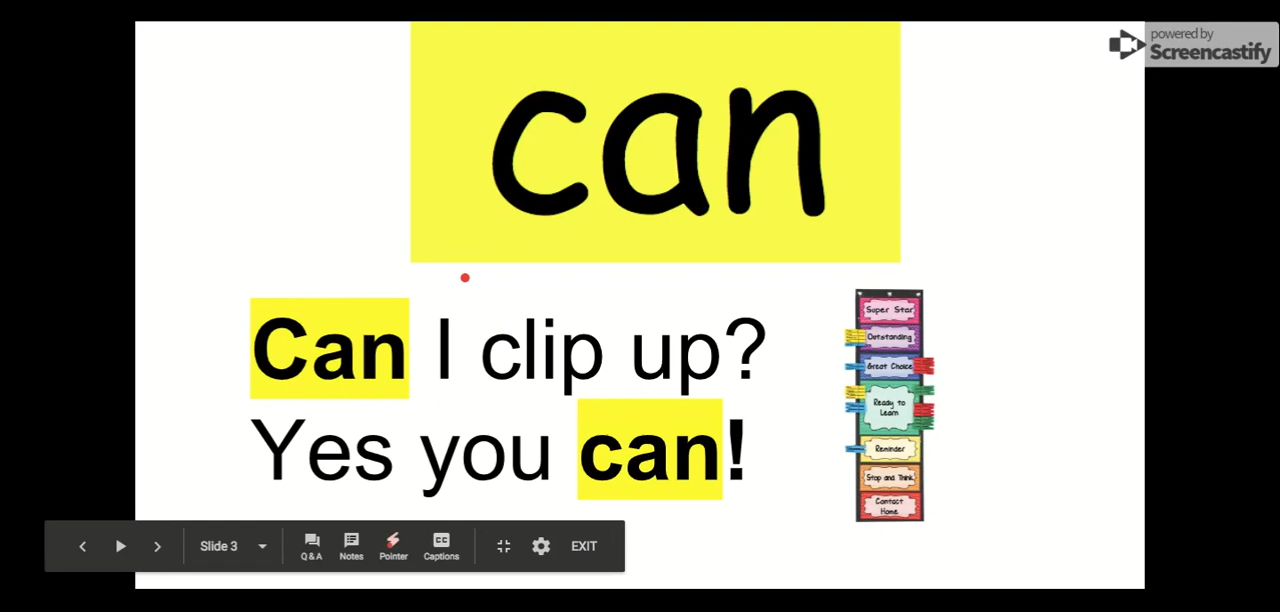 powered by
Screencastify
can
Can I clip up?
Yes you can!
Super Star
Outstanding
Great Choice
Ready to
Learn
Reminder
Stop and Think
Contact
Home
Slide 3
Q & A
Notes
Pointer
CC
Captions
EXIT